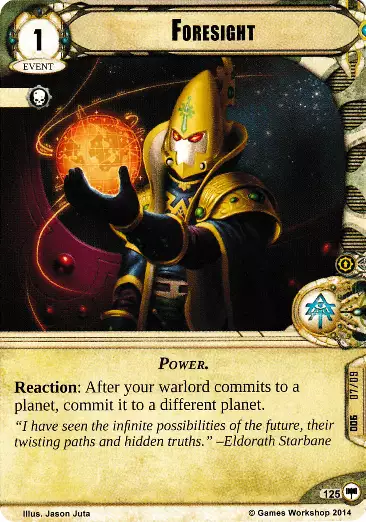 Foresight
1
EVENT
Power.
Reaction: After your warlord commits to a
planet, commit it to a different planet.
“I have seen the infinite possibilities of the future, their
twisting paths and hidden truths.” –Eldorath Starbane
006 07/09
125
Illus. Jason Juta
© Games Workshop 2014